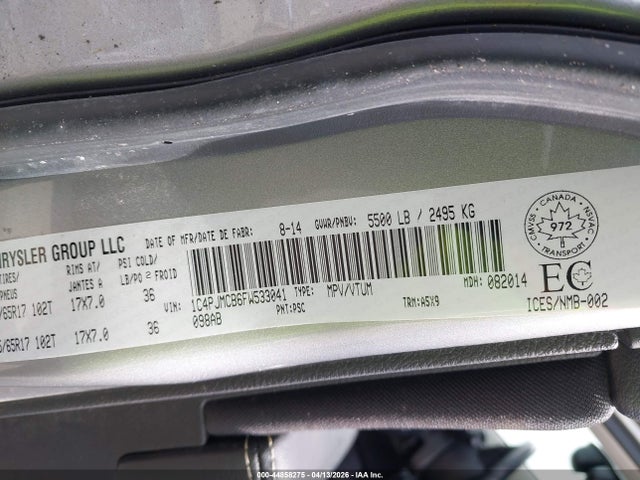 RYSLER GROUP LLC
DATE OF MFR/DATE DE FABR: 8-14 GVWR/PNBV: 5500 LB / 2495 KG
RIMS AT/ PSI COLD/
JANTES A LB/PO 2 FROID
/65R17 102T 17X7.0 36
/65R17 102T 17X7.0 36
VIN: 1C4PJMCB6FW533041 TYPE: MPV/VTUM MDH: 082014
098AB PNT:PSC TRM:A5X9
CANADA
CMVSS 972 NSVAC
TRANSPORT
EC
ICES/NMB-002
000-44858275 - 04/13/2026 - IAA Inc.